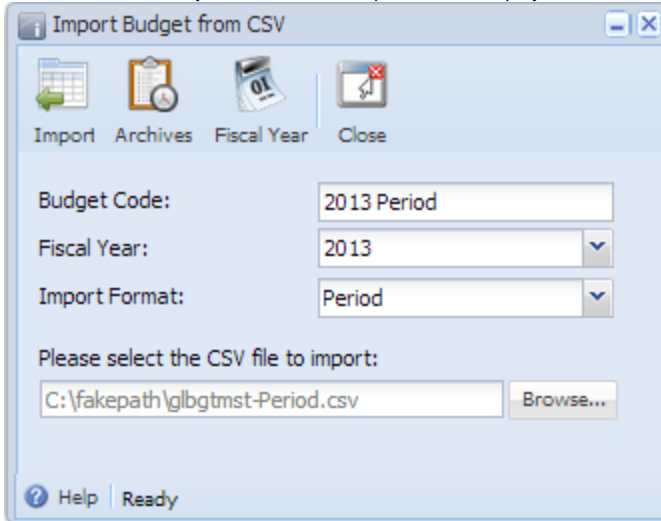 Import Budget from CSV
Import Archives Fiscal Year Close
Budget Code: 2013 Period
Fiscal Year: 2013
Import Format: Period
Please select the CSV file to import:
C:\fakepath\glbgtmst-Period.csv Browse...
Help Ready